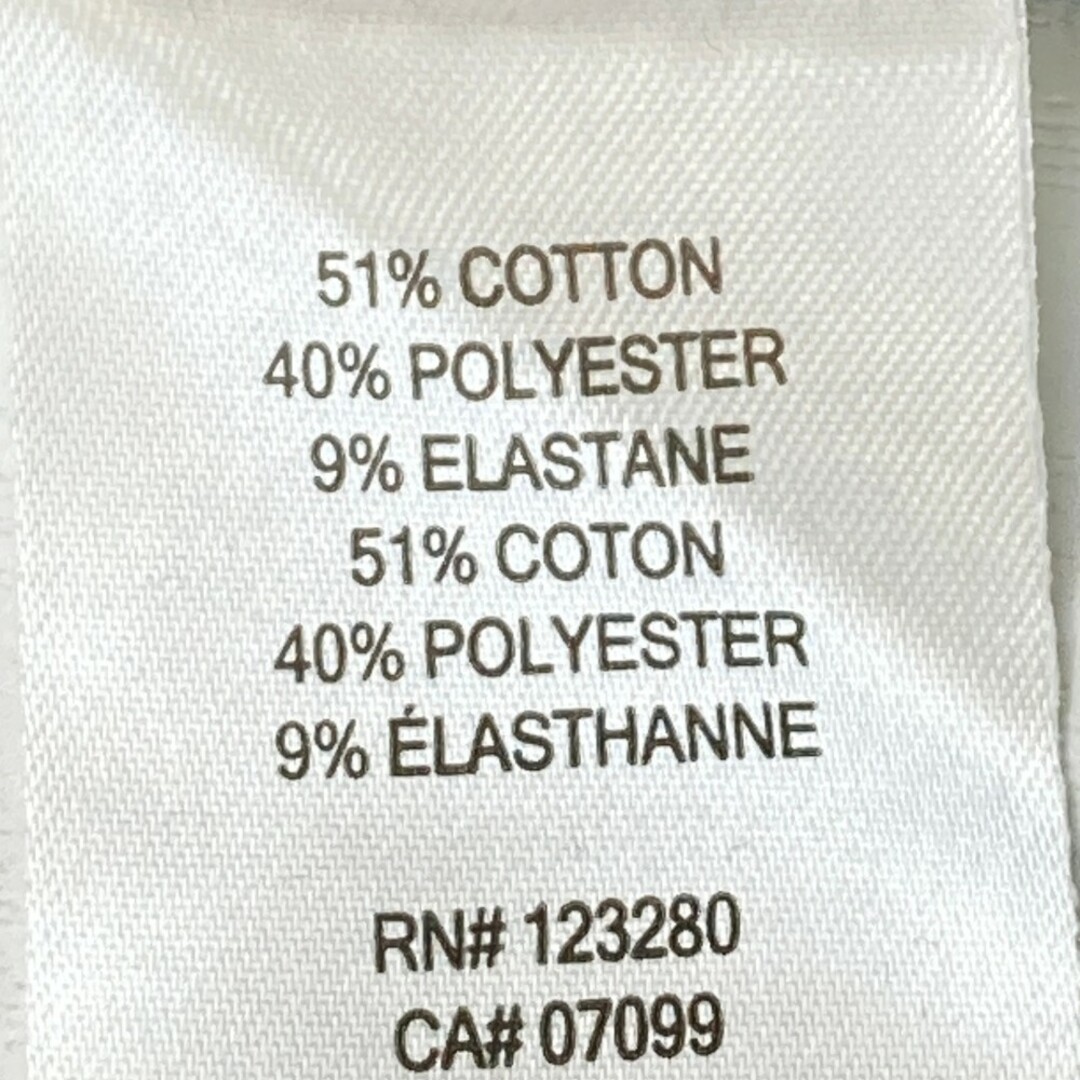 51% COTTON
40% POLYESTER
9% ELASTANE
51% COTON
40% POLYESTER
9% ÉLASTHANNE
RN# 123280
CA# 07099